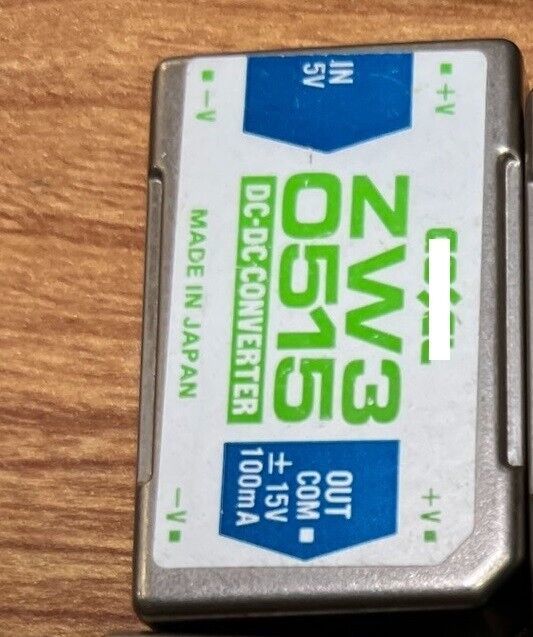 IN
5V
+V
-V
ZW3
0515
DC-DC CONVERTER
MADE IN JAPAN
OUT
COM
±15V
100mA
+V
-V